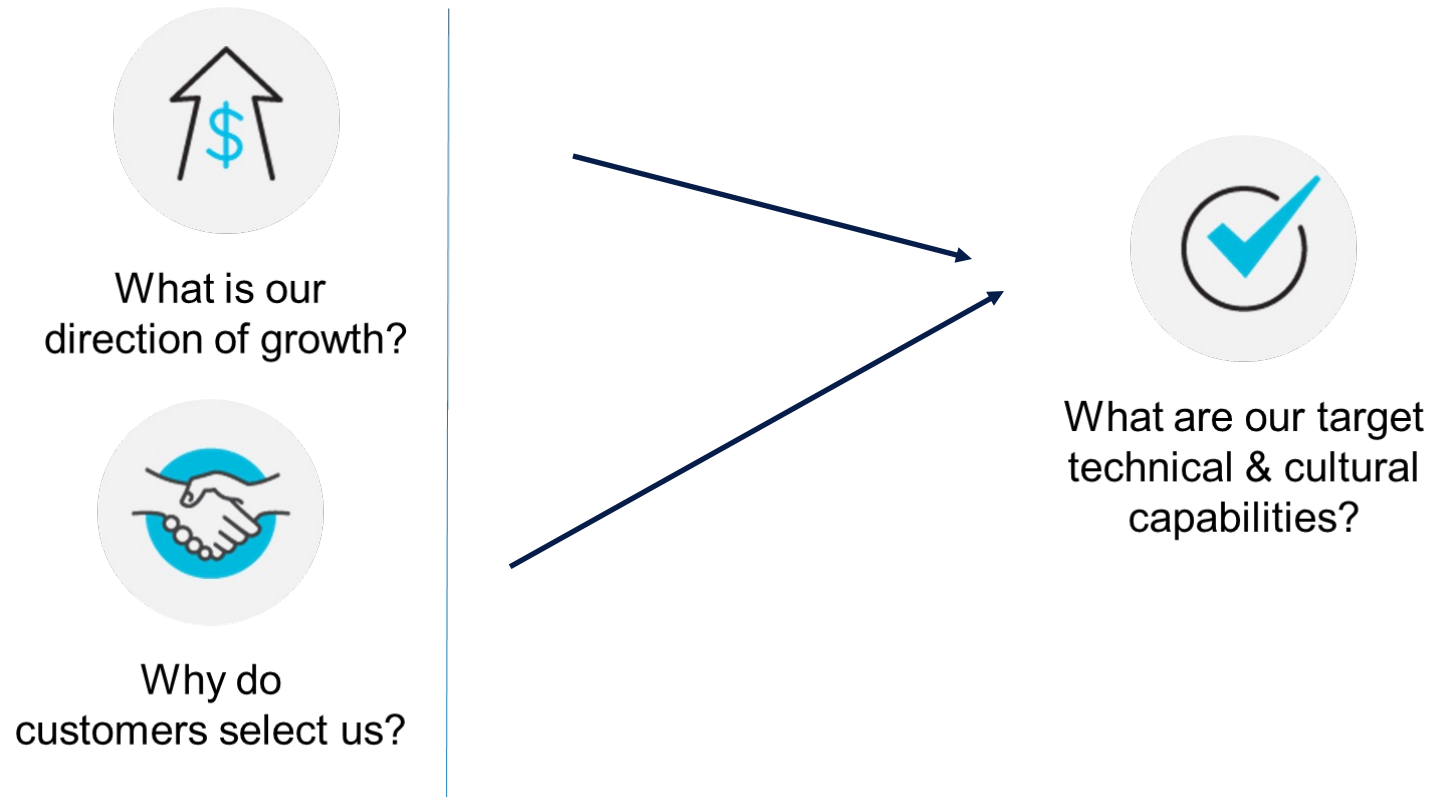 $
What is our
direction of growth?
Why do
customers select us?
What are our target
technical & cultural
capabilities?